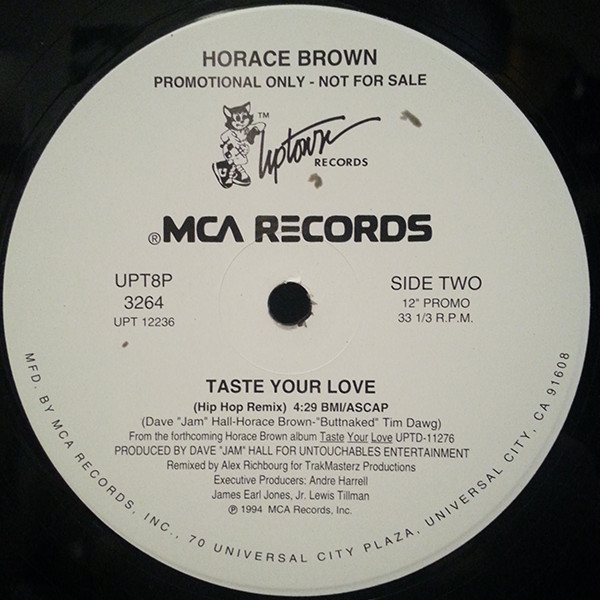 HORACE BROWN
PROMOTIONAL ONLY - NOT FOR SALE
TM
Uptown
RECORDS
®MCA RECORDS
UPT8P
3264
UPT 12236
SIDE TWO
12" PROMO
33 1/3 R.P.M.
TASTE YOUR LOVE
(Hip Hop Remix) 4:29 BMI/ASCAP
(Dave "Jam" Hall-Horace Brown-"Buttnaked" Tim Dawg)
From the forthcoming Horace Brown album Taste Your Love UPTD-11276
PRODUCED BY DAVE "JAM" HALL FOR UNTOUCHABLES ENTERTAINMENT
Remixed by Alex Richbourg for TrakMasterz Productions
Executive Producers: Andre Harrell
James Earl Jones, Jr. Lewis Tillman
℗ 1994 MCA Records, Inc.
MFD. BY MCA RECORDS, INC., 70 UNIVERSAL CITY PLAZA, UNIVERSAL CITY, CA 91608